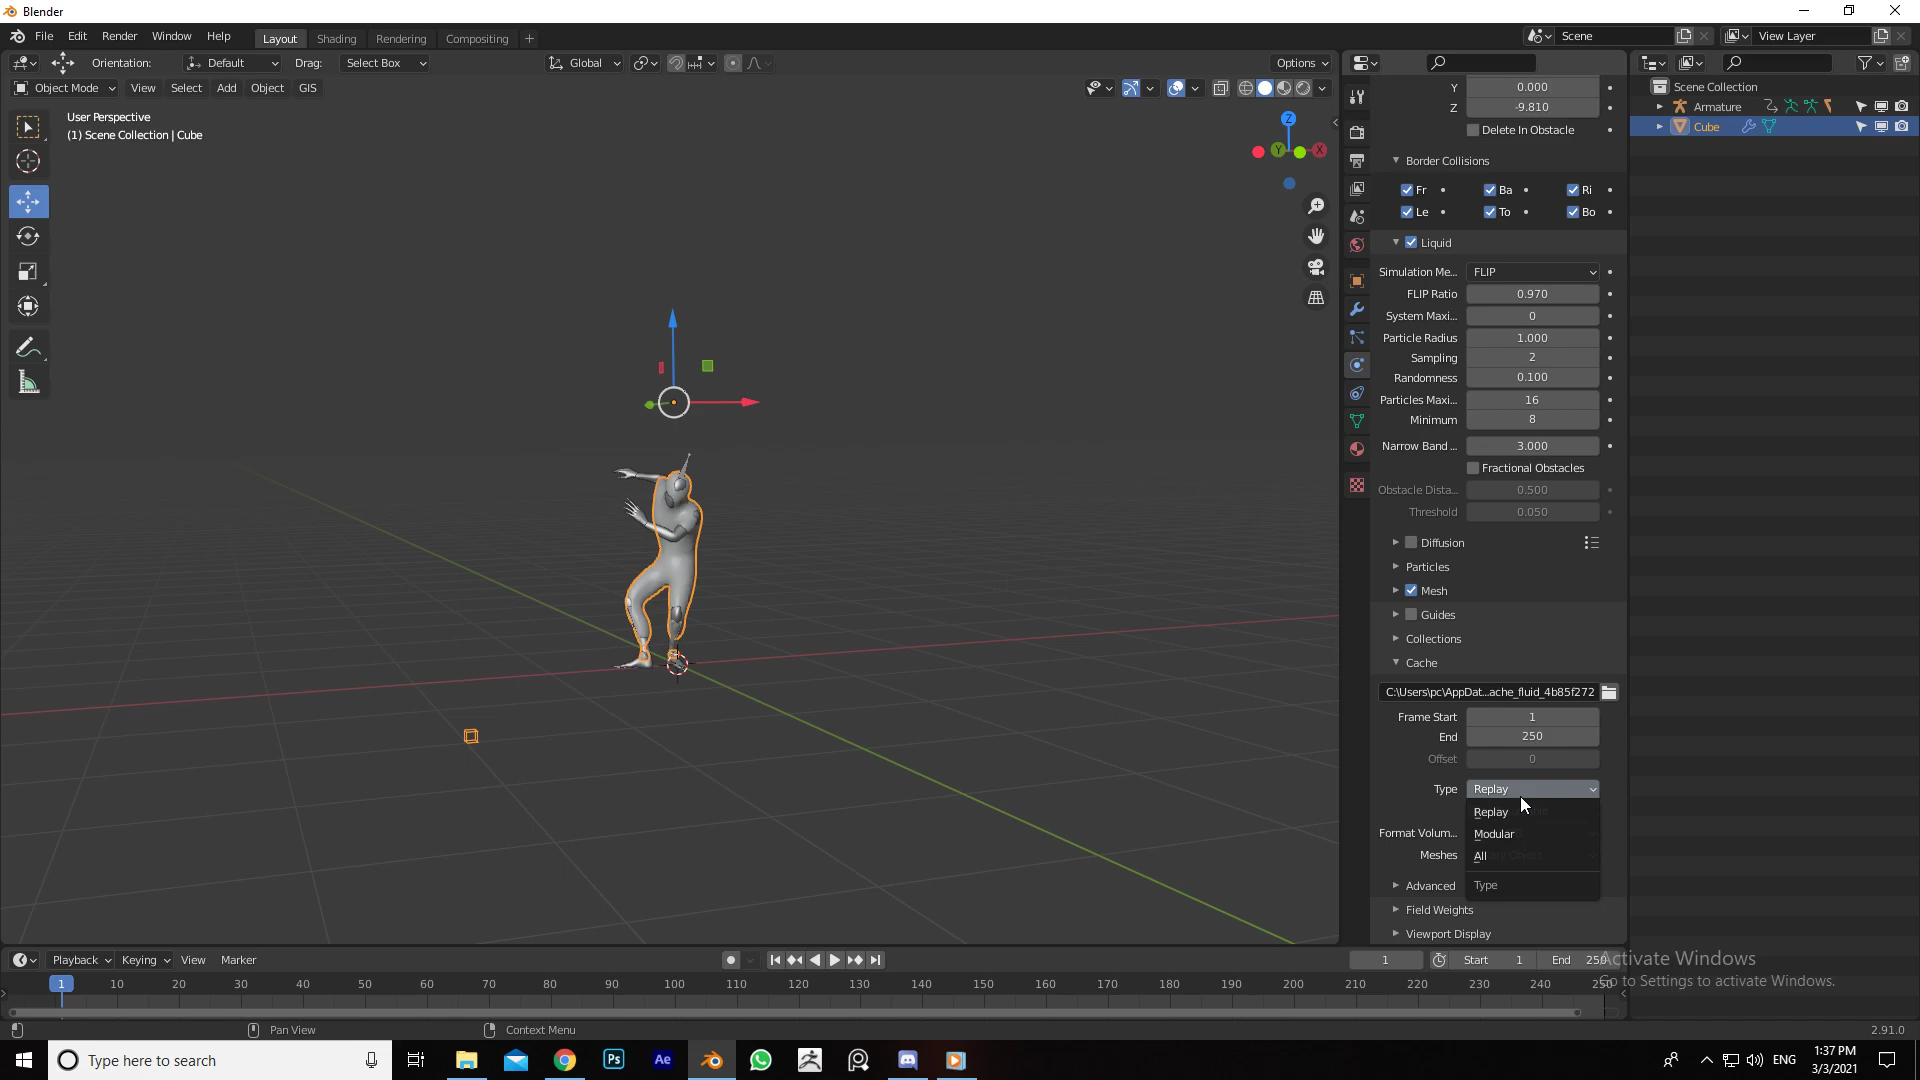 Blender
File Edit Render Window Help Layout Shading Rendering Compositing + Scene View Layer
Orientation: Default Drag: Select Box Global Options
Object Mode View Select Add Object GIS
User Perspective
(1) Scene Collection | Cube
Z
Y
X
Y 0.000
Z -9.810
Delete In Obstacle
Border Collisions
Fr Ba Ri
Le To Bo
Liquid
Simulation Me... FLIP
FLIP Ratio 0.970
System Maxi... 0
Particle Radius 1.000
Sampling 2
Randomness 0.100
Particles Maxi... 16
Minimum 8
Narrow Band ... 3.000
Fractional Obstacles
Obstacle Dista... 0.500
Threshold 0.050
Diffusion
Particles
Mesh
Guides
Collections
Cache
C:\Users\pc\AppDat...ache_fluid_4b85f272
Frame Start 1
End 250
Offset 0
Type Replay
Replay
Modular
All
Type
Format Volum...
Meshes
Advanced
Field Weights
Viewport Display
Scene Collection
Armature
Cube
Playback Keying View Marker 1 Start 1 End 250
1 10 20 30 40 50 60 70 80 90 100 110 120 130 140 150 160 170 180 190 200 210 220 230 240 250
Activate Windows
Go to Settings to activate Windows.
Pan View Context Menu 2.91.0
Type here to search Ps Ae ENG
1:37 PM
3/3/2021